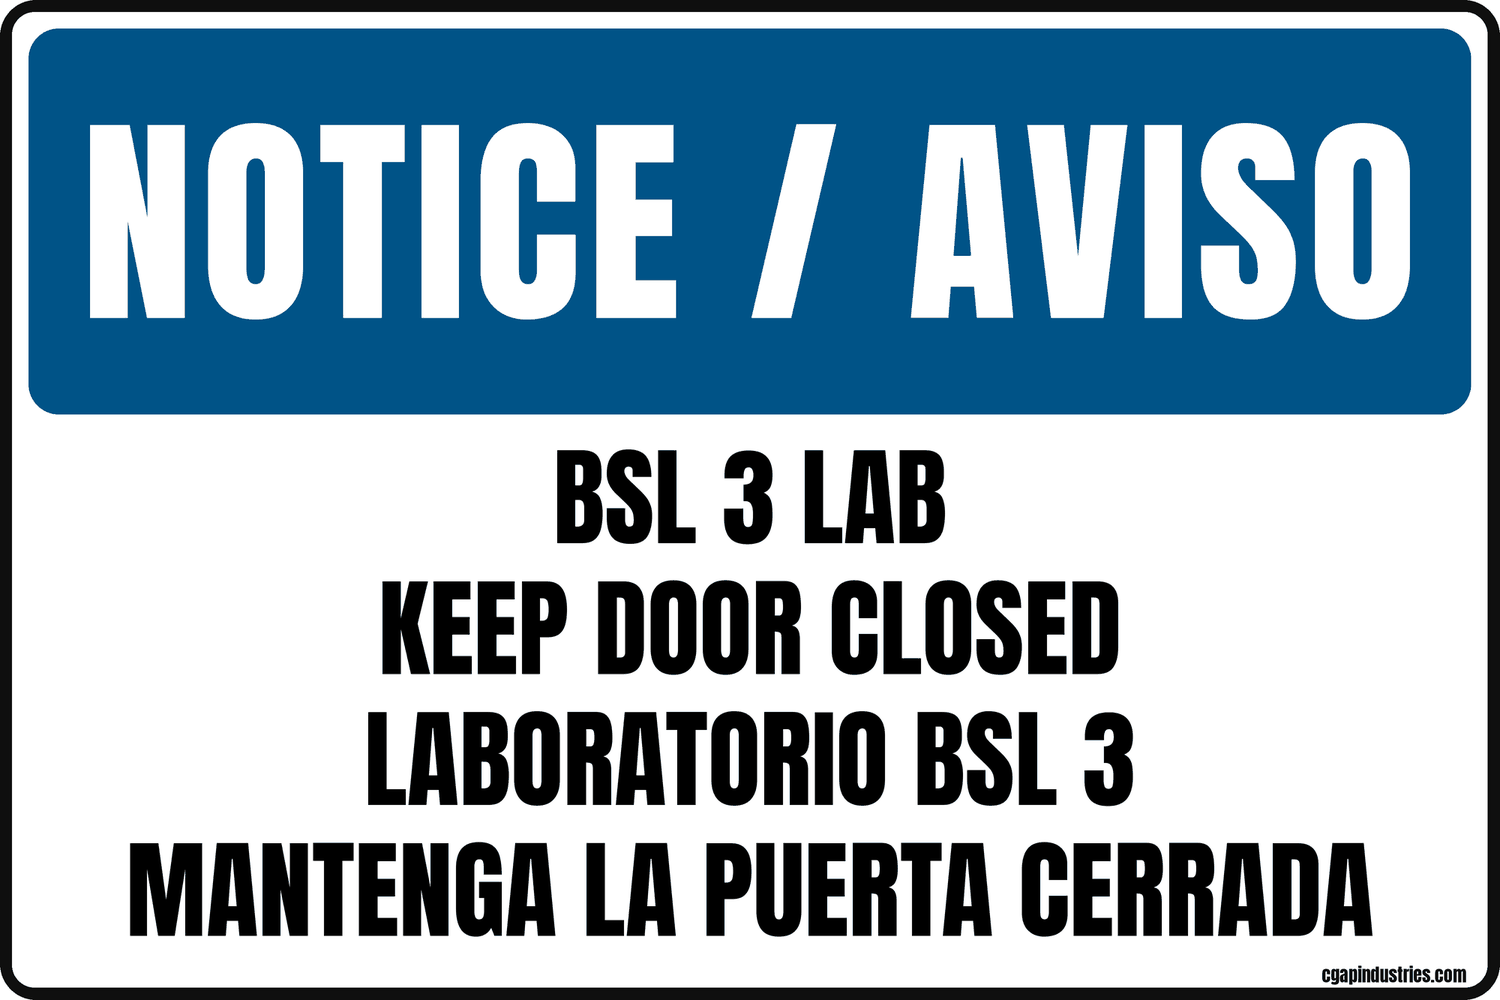 NOTICE / AVISO
BSL 3 LAB
KEEP DOOR CLOSED
LABORATORIO BSL 3
MANTENGA LA PUERTA CERRADA
cgapindustries.com